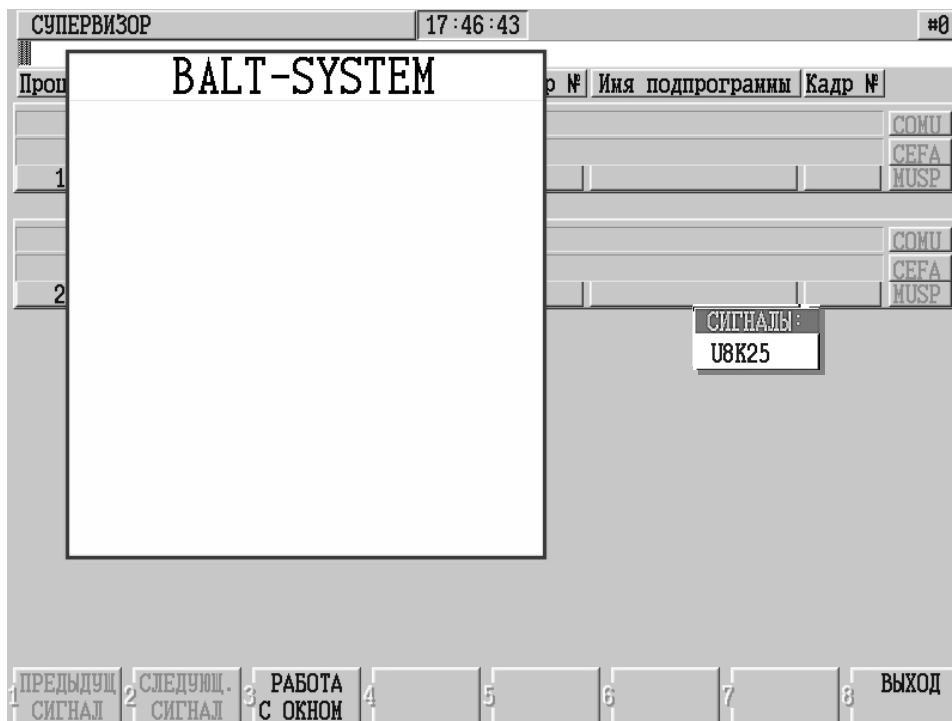 СУПЕРВИЗОР 17:46:43 #0
BALT-SYSTEM
Имя подпрограммы Кадр №
COMU
CEFA
1 MUSP
COMU
CEFA
2 MUSP
СИГНАЛЫ:
U8K25
1 ПРЕДЫДУЩ СИГНАЛ
2 СЛЕДУЮЩ. СИГНАЛ
3 РАБОТА С ОКНОМ
4
5
6
7
8 ВЫХОД